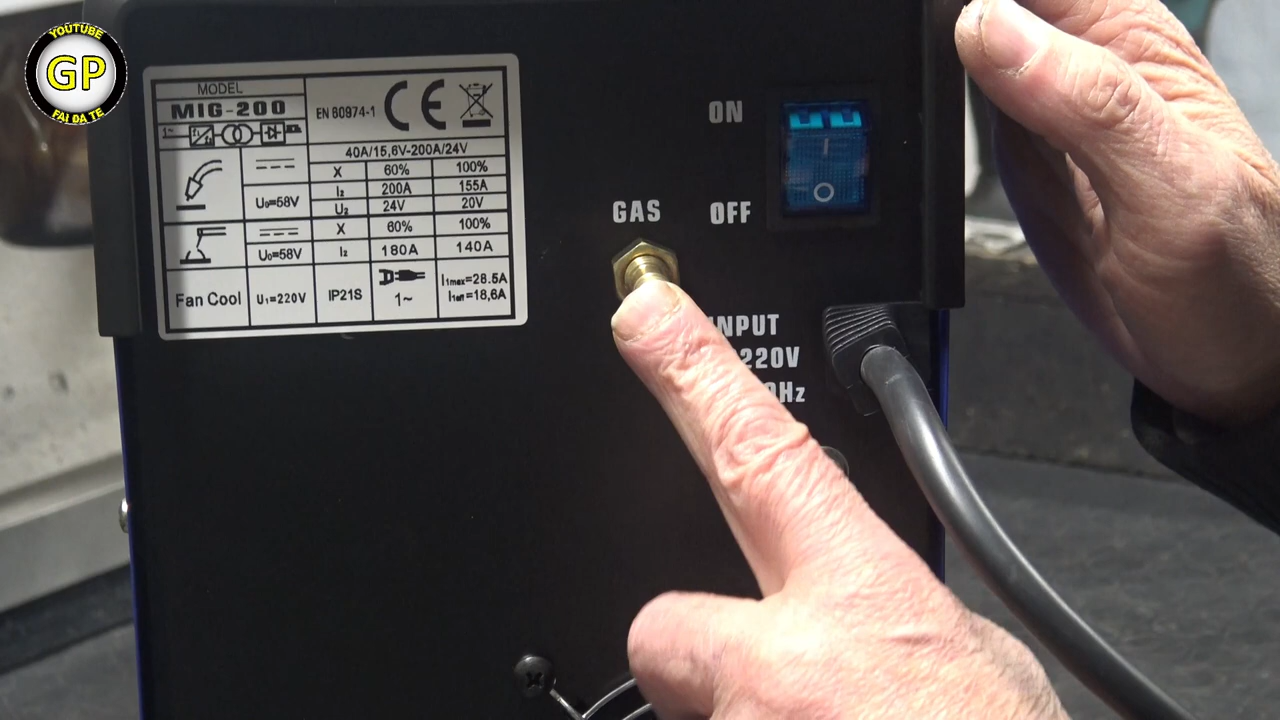 YOUTUBE
GP
FAI DA TE
MODEL
MIG-200
EN 60974-1
CE
1~
40A/15,6V-200A/24V
X 60% 100%
U₀=58V
I₂ 200A 155A
U₂ 24V 20V
X 60% 100%
U₀=58V
I₂ 180A 140A
Fan Cool
U₁=220V
IP21S
1~
I₁max=28.5A
I₁eff=18,6A
ON
I
O
OFF
GAS
INPUT
220V
Hz